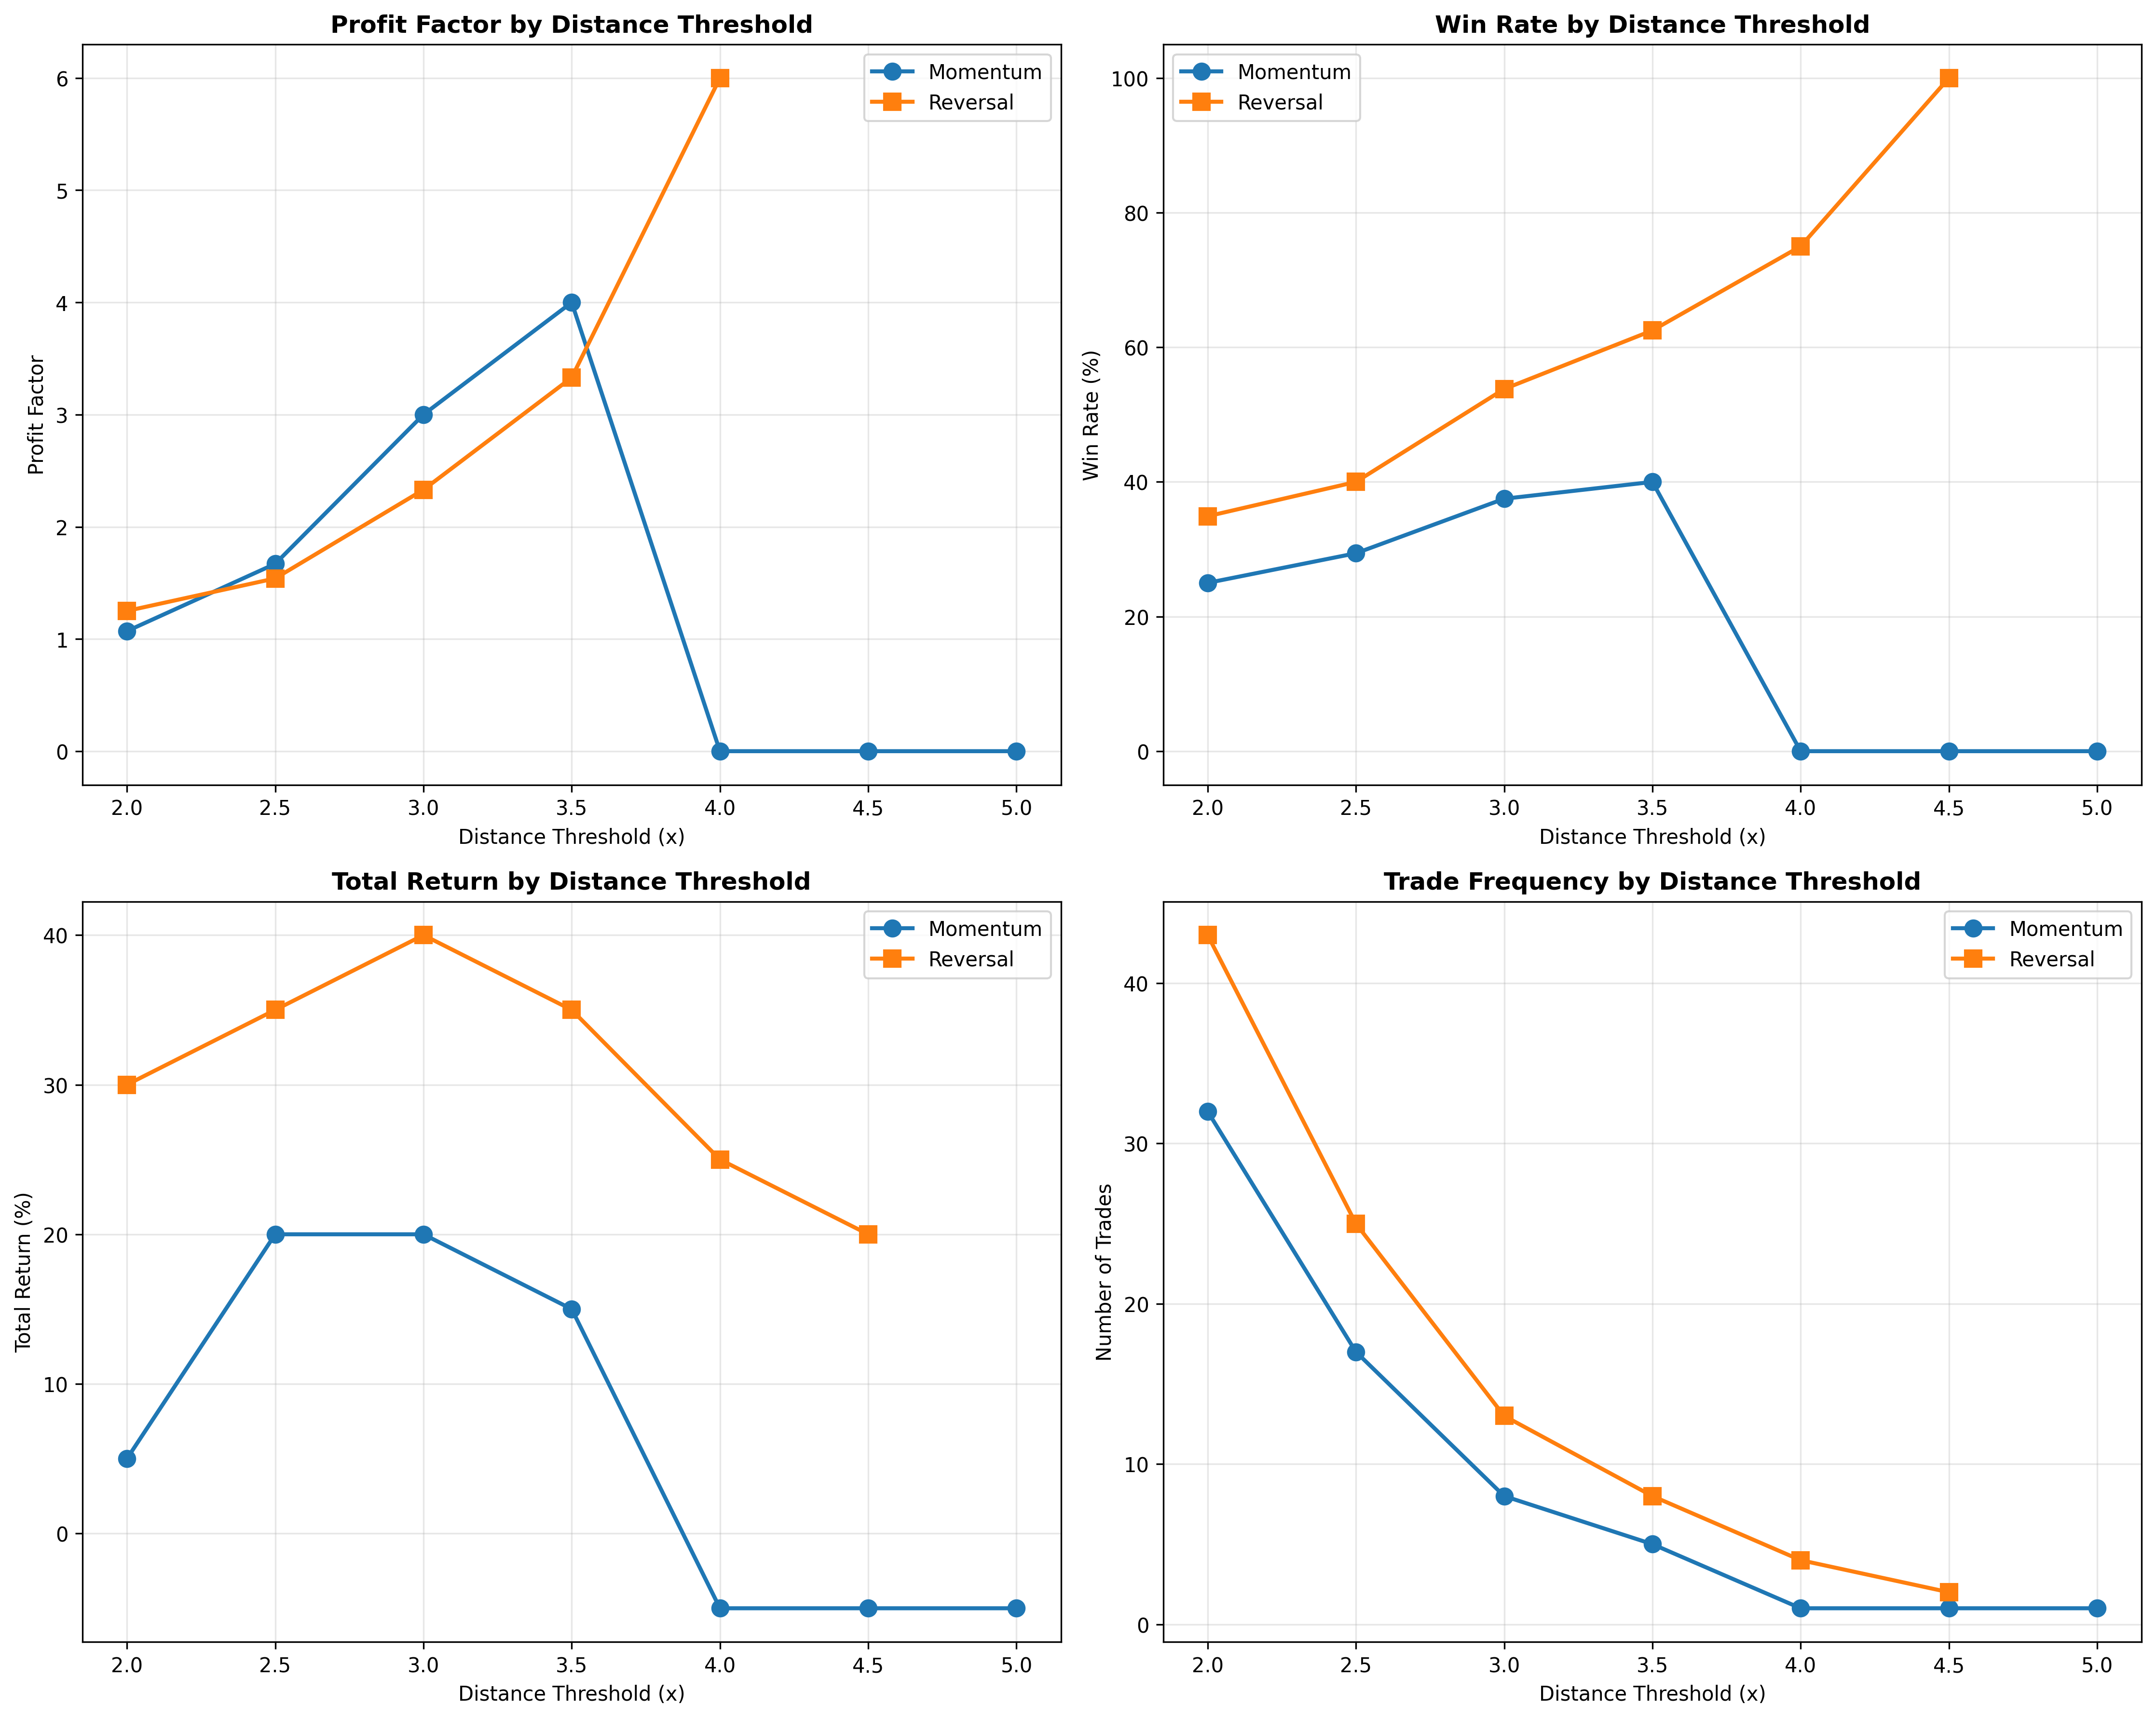 Profit Factor by Distance Threshold
Momentum
Reversal
6
5
4
3
2
1
0
Profit Factor
2.0 2.5 3.0 3.5 4.0 4.5 5.0
Distance Threshold (x)
Win Rate by Distance Threshold
Momentum
Reversal
100
80
60
40
20
0
Win Rate (%)
2.0 2.5 3.0 3.5 4.0 4.5 5.0
Distance Threshold (x)
Total Return by Distance Threshold
Momentum
Reversal
40
30
20
10
0
Total Return (%)
2.0 2.5 3.0 3.5 4.0 4.5 5.0
Distance Threshold (x)
Trade Frequency by Distance Threshold
Momentum
Reversal
40
30
20
10
0
Number of Trades
2.0 2.5 3.0 3.5 4.0 4.5 5.0
Distance Threshold (x)